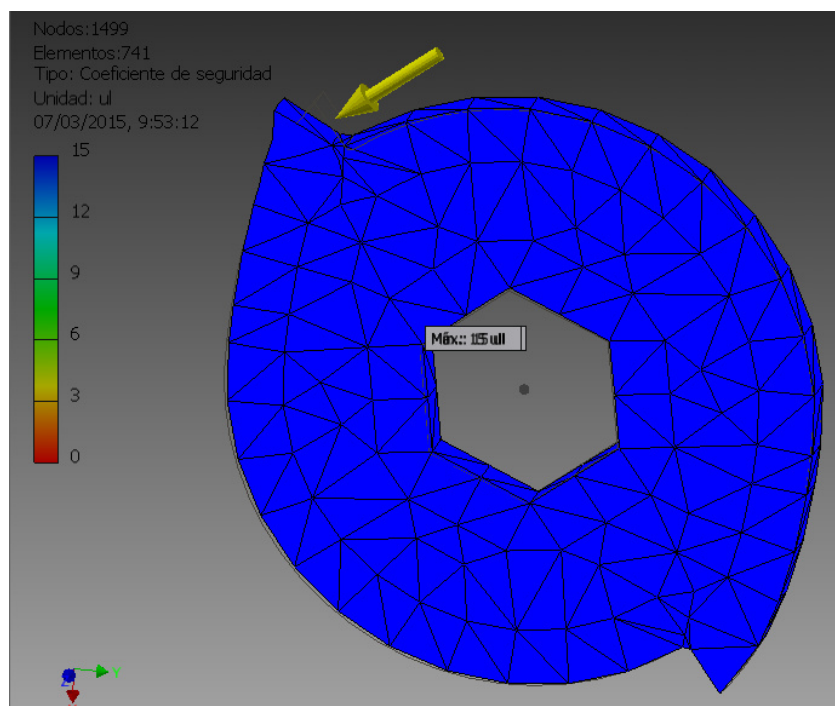 Nodos:1499
Elementos:741
Tipo: Coeficiente de seguridad
Unidad: ul
07/03/2015, 9:53:12
15
12
9
6
3
0
Y